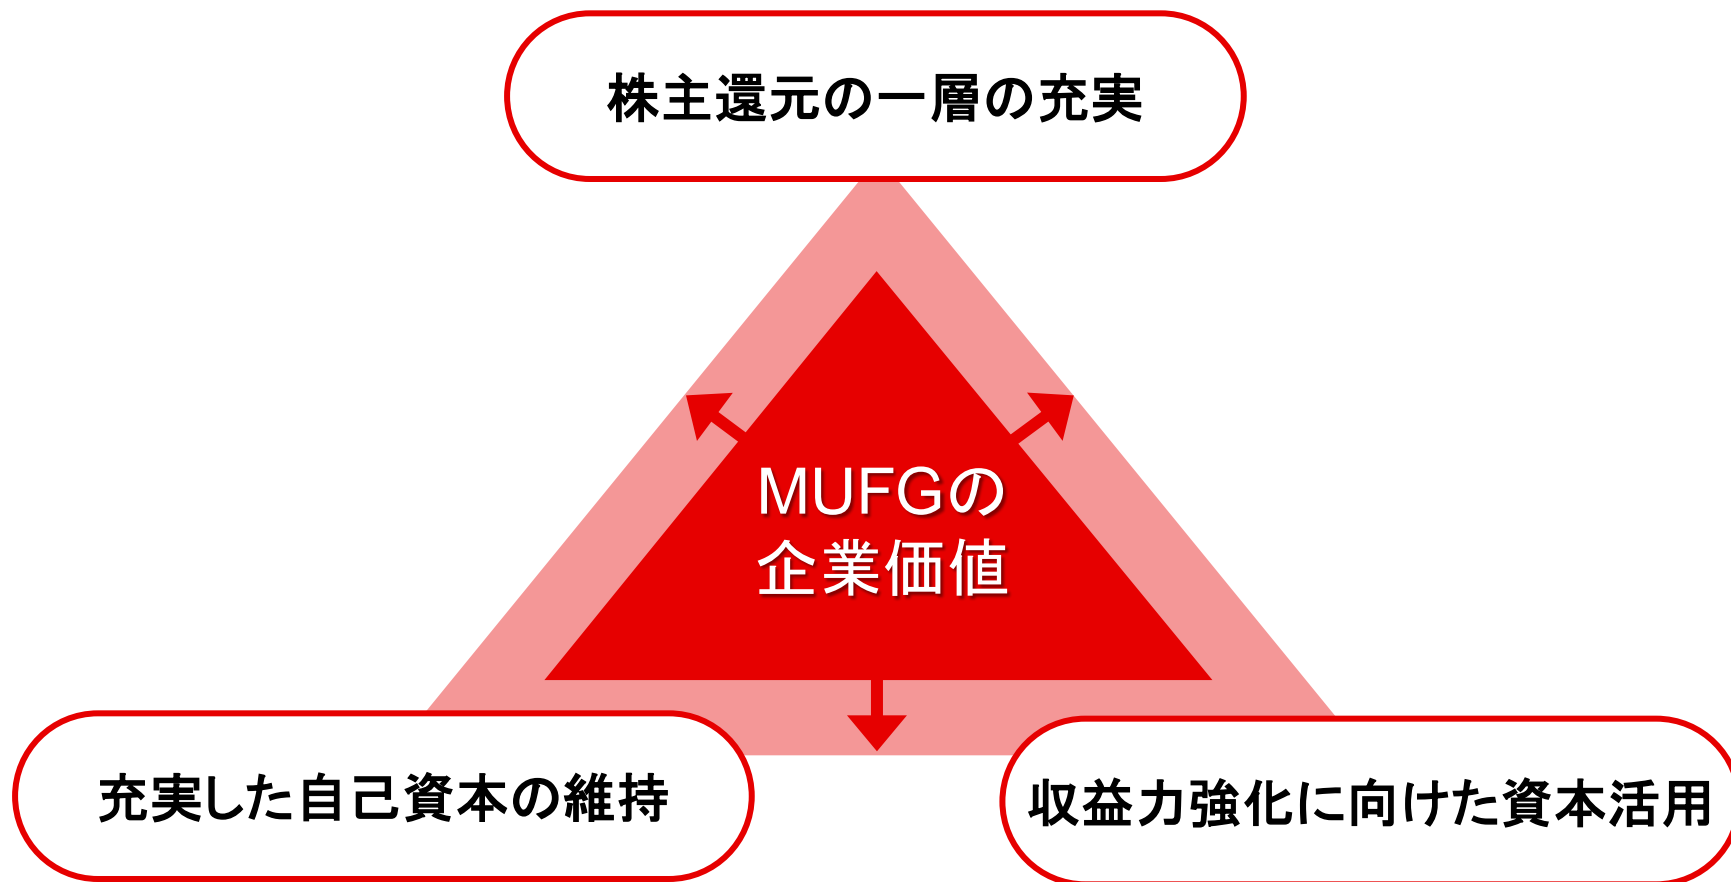 株主還元の一層の充実
MUFGの
企業価値
充実した自己資本の維持
収益力強化に向けた資本活用